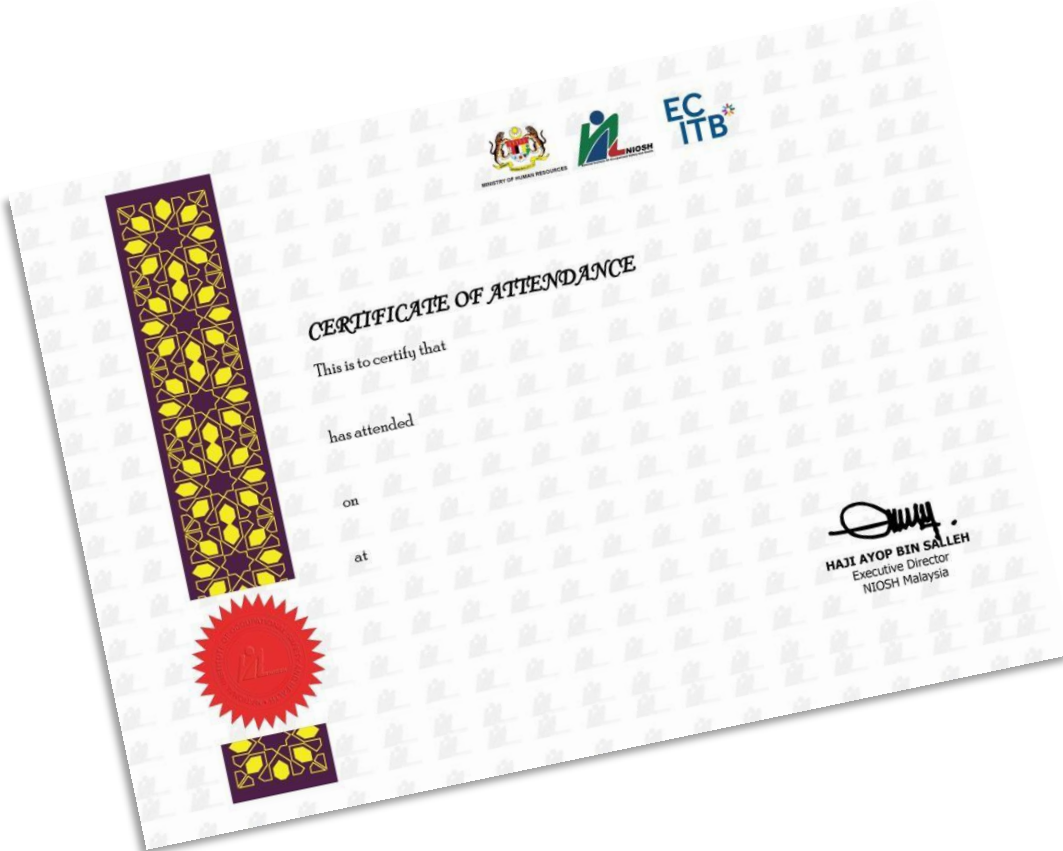 MINISTRY OF HUMAN RESOURCES
NIOSH
EC
ITB
CERTIFICATE OF ATTENDANCE
This is to certify that
has attended
on
at
HAJI AYOP BIN SALLEH
Executive Director
NIOSH Malaysia